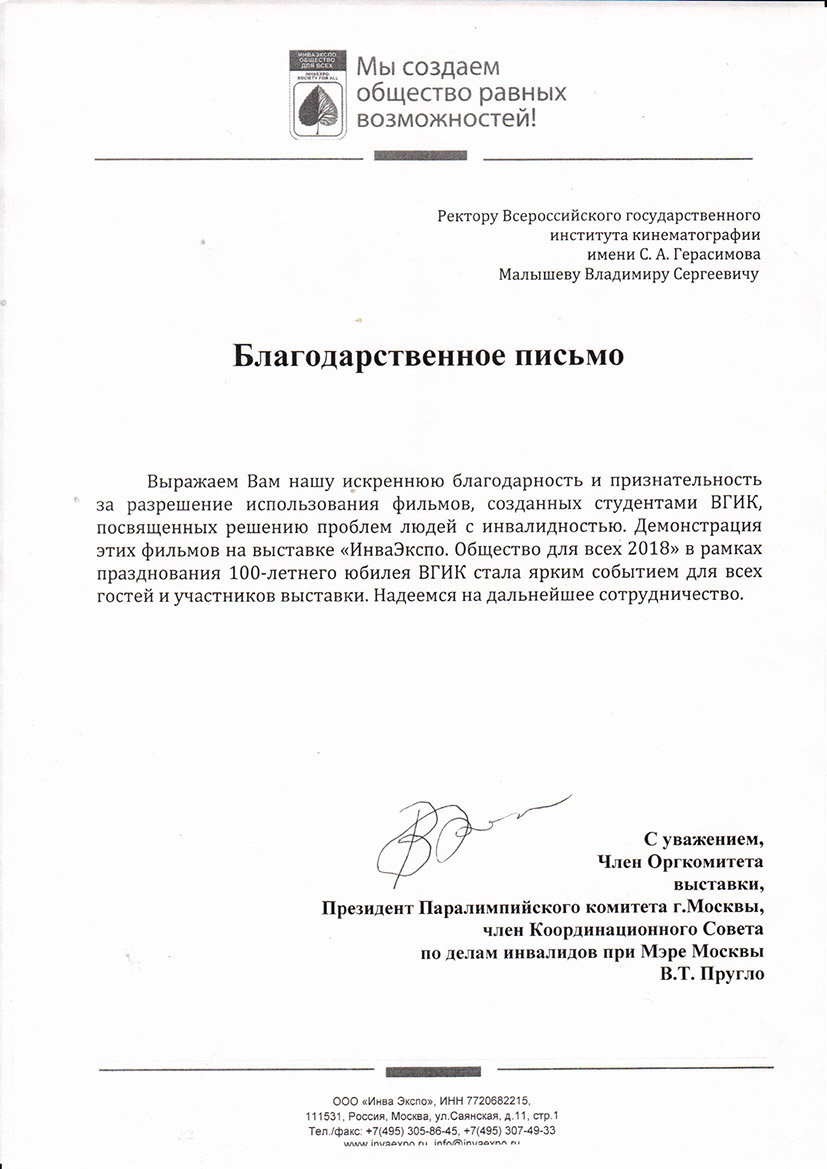 ИНВАЭКСПО
ОБЩЕСТВО
ДЛЯ ВСЕХ
INVAEXPO
SOCIETY FOR ALL
Мы создаем
общество равных
возможностей!
Ректору Всероссийского государственного
института кинематографии
имени С. А. Герасимова
Малышеву Владимиру Сергеевичу
Благодарственное письмо
Выражаем Вам нашу искреннюю благодарность и признательность
за разрешение использования фильмов, созданных студентами ВГИК,
посвященных решению проблем людей с инвалидностью. Демонстрация
этих фильмов на выставке «ИнваЭкспо. Общество для всех 2018» в рамках
празднования 100-летнего юбилея ВГИК стала ярким событием для всех
гостей и участников выставки. Надеемся на дальнейшее сотрудничество.
С уважением,
Член Оргкомитета
выставки,
Президент Паралимпийского комитета г.Москвы,
член Координационного Совета
по делам инвалидов при Мэре Москвы
В.Т. Пругло
ООО «Инва Экспо», ИНН 7720682215,
111531, Россия, Москва, ул.Саянская, д.11, стр.1
Тел./факс: +7(495) 305-86-45, +7(495) 307-49-33
www.invaexpo.ru, info@invaexpo.ru